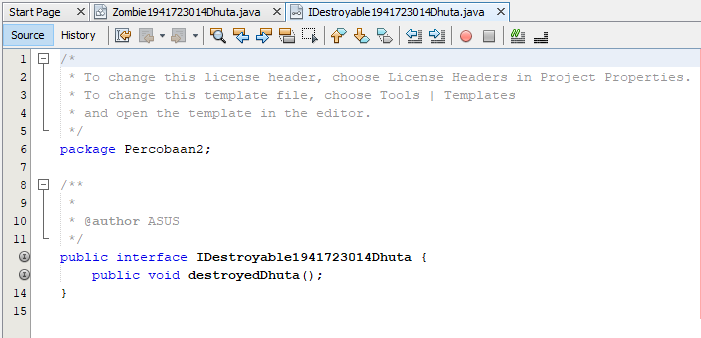 Start Page Zombie1941723014Dhuta.java IDestroyable1941723014Dhuta.java
Source History
1 /*
2 * To change this license header, choose License Headers in Project Properties.
3 * To change this template file, choose Tools | Templates
4 * and open the template in the editor.
5 */
6 package Percobaan2;
7
8 /**
9 *
10 * @author ASUS
11 */
public interface IDestroyable1941723014Dhuta {
public void destroyedDhuta();
14 }
15